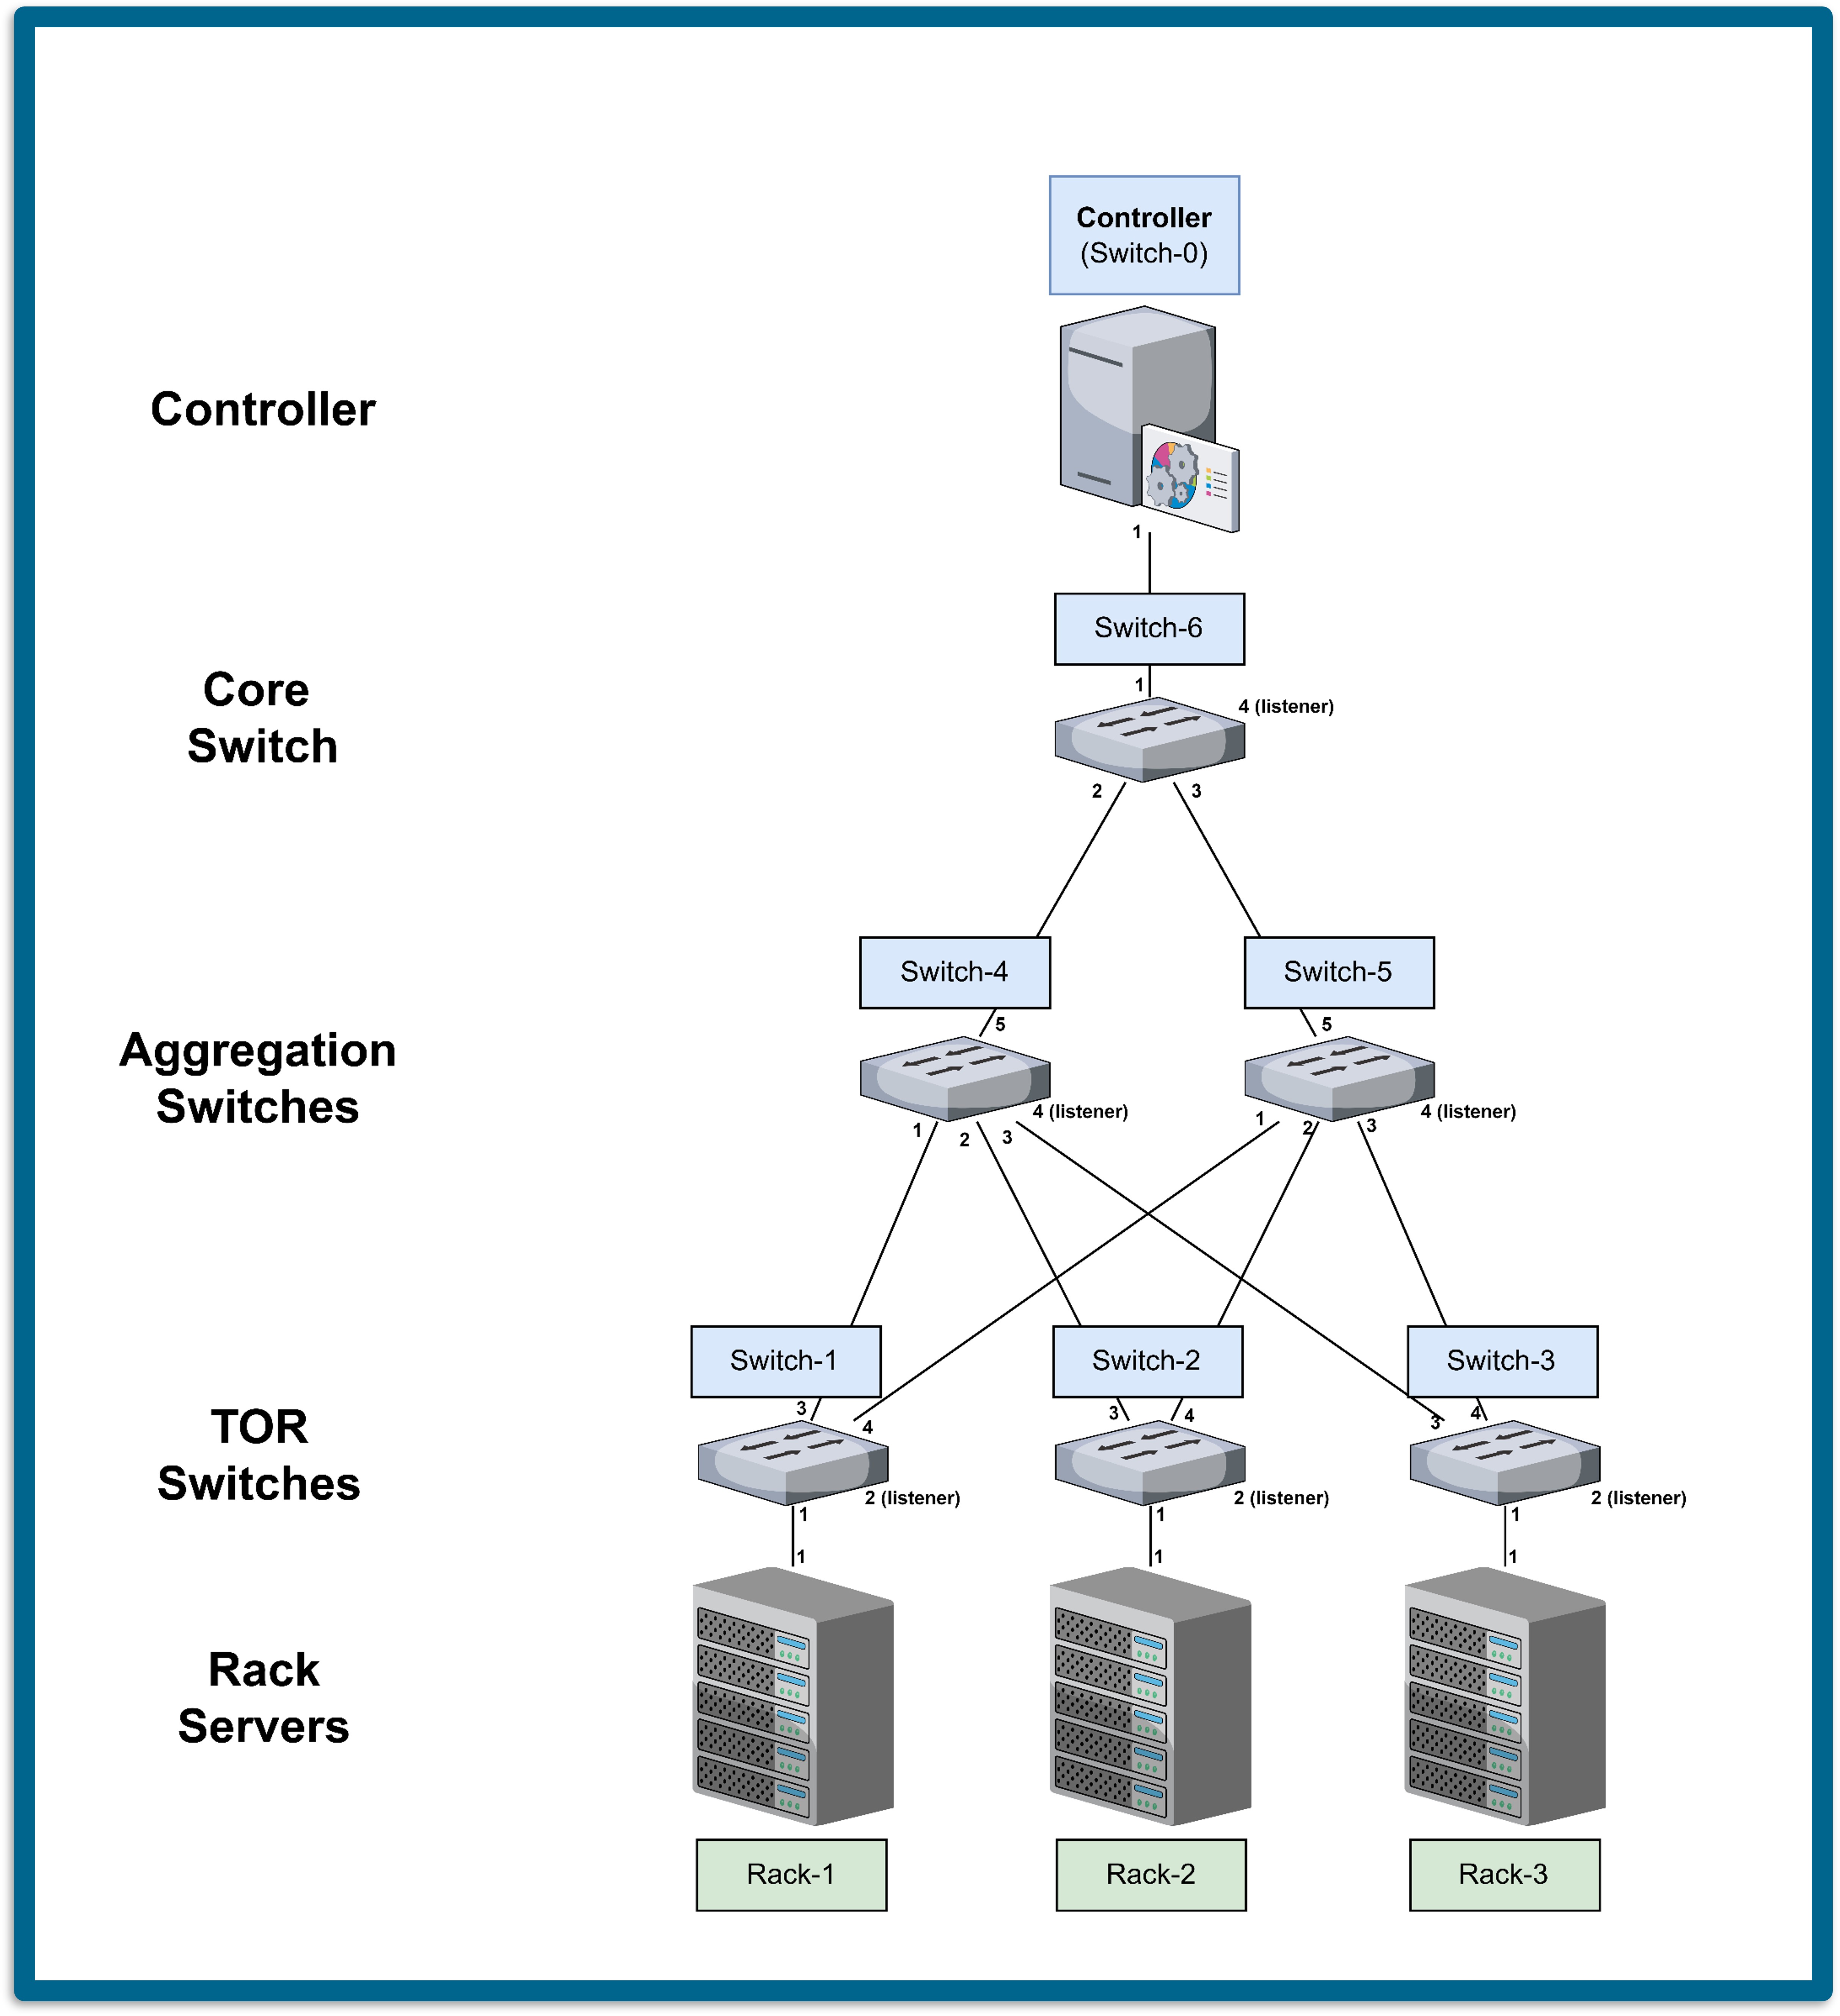 Controller
(Switch-0)
Controller
1
Switch-6
Core
Switch
1
4 (listener)
2
3
Switch-4
Switch-5
Aggregation
Switches
5
5
4 (listener)
4 (listener)
1
2
3
1
2
3
Switch-1
Switch-2
Switch-3
TOR
Switches
3
4
3
4
3
4
2 (listener)
2 (listener)
2 (listener)
1
1
1
1
1
1
Rack
Servers
Rack-1
Rack-2
Rack-3